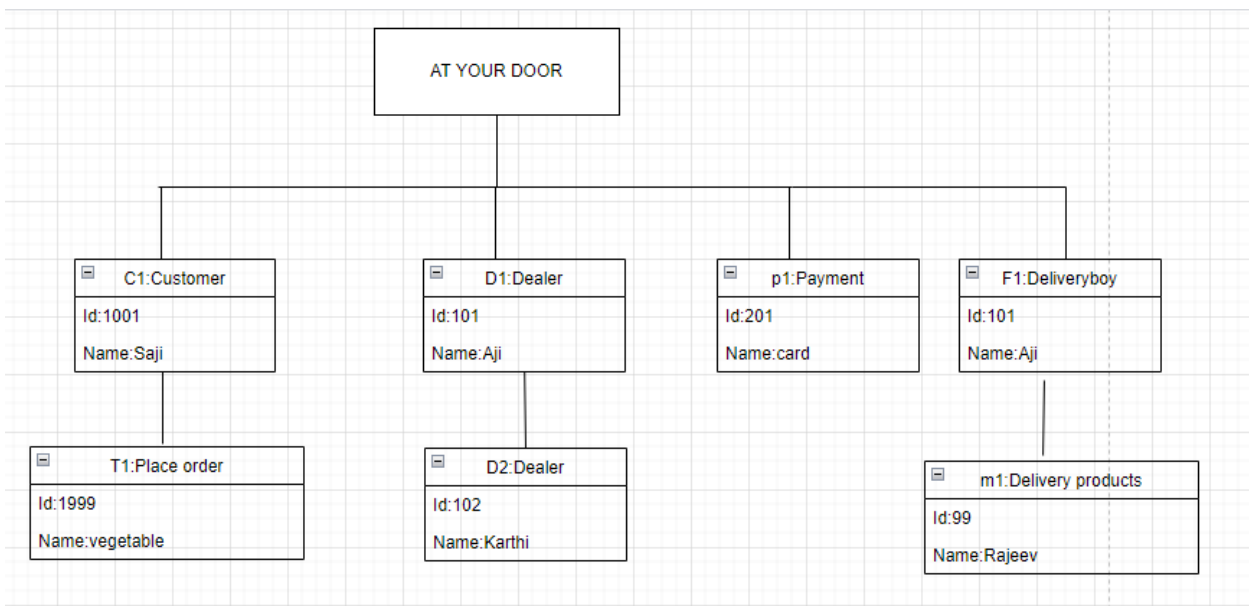 AT YOUR DOOR
C1:Customer
Id:1001
Name:Saji
D1:Dealer
Id:101
Name:Aji
p1:Payment
Id:201
Name:card
F1:Deliveryboy
Id:101
Name:Aji
T1:Place order
Id:1999
Name:vegetable
D2:Dealer
Id:102
Name:Karthi
m1:Delivery products
Id:99
Name:Rajeev